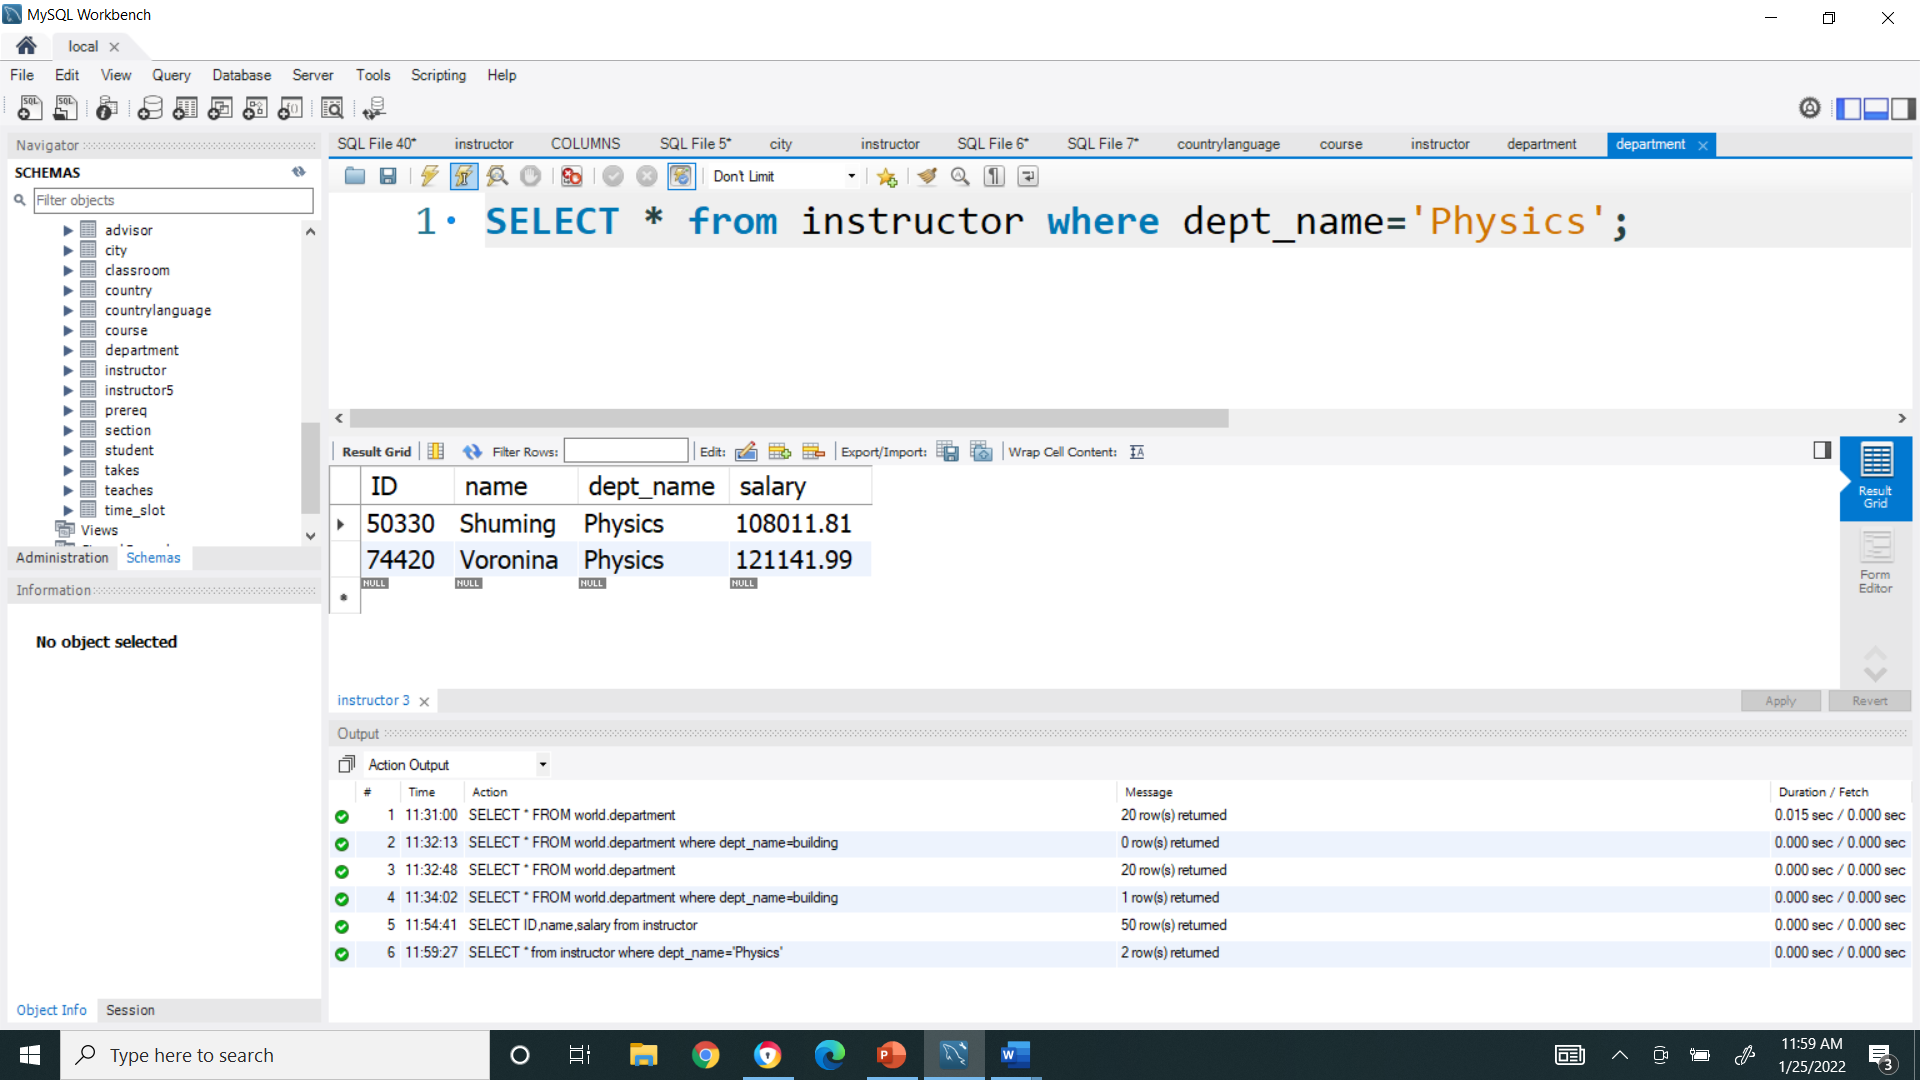 MySQL Workbench
local
File Edit View Query Database Server Tools Scripting Help
Navigator
SCHEMAS
Filter objects
advisor
city
classroom
country
countrylanguage
course
department
instructor
instructor5
prereq
section
student
takes
teaches
time_slot
Views
Administration Schemas
Information
No object selected
Object Info Session
SQL File 40* instructor COLUMNS SQL File 5* city instructor SQL File 6* SQL File 7* countrylanguage course instructor department department
Don't Limit
1 SELECT * from instructor where dept_name='Physics';
Result Grid Filter Rows: Edit: Export/Import: Wrap Cell Content:
ID name dept_name salary
50330 Shuming Physics 108011.81
74420 Voronina Physics 121141.99
NULL NULL NULL NULL
Result
Grid
Form
Editor
instructor 3
Apply Revert
Output
Action Output
# Time Action Message Duration / Fetch
1 11:31:00 SELECT * FROM world.department 20 row(s) returned 0.015 sec / 0.000 sec
2 11:32:13 SELECT * FROM world.department where dept_name=building 0 row(s) returned 0.000 sec / 0.000 sec
3 11:32:48 SELECT * FROM world.department 20 row(s) returned 0.000 sec / 0.000 sec
4 11:34:02 SELECT * FROM world.department where dept_name=building 1 row(s) returned 0.000 sec / 0.000 sec
5 11:54:41 SELECT ID,name,salary from instructor 50 row(s) returned 0.000 sec / 0.000 sec
6 11:59:27 SELECT * from instructor where dept_name='Physics' 2 row(s) returned 0.000 sec / 0.000 sec
Type here to search
11:59 AM
1/25/2022
3